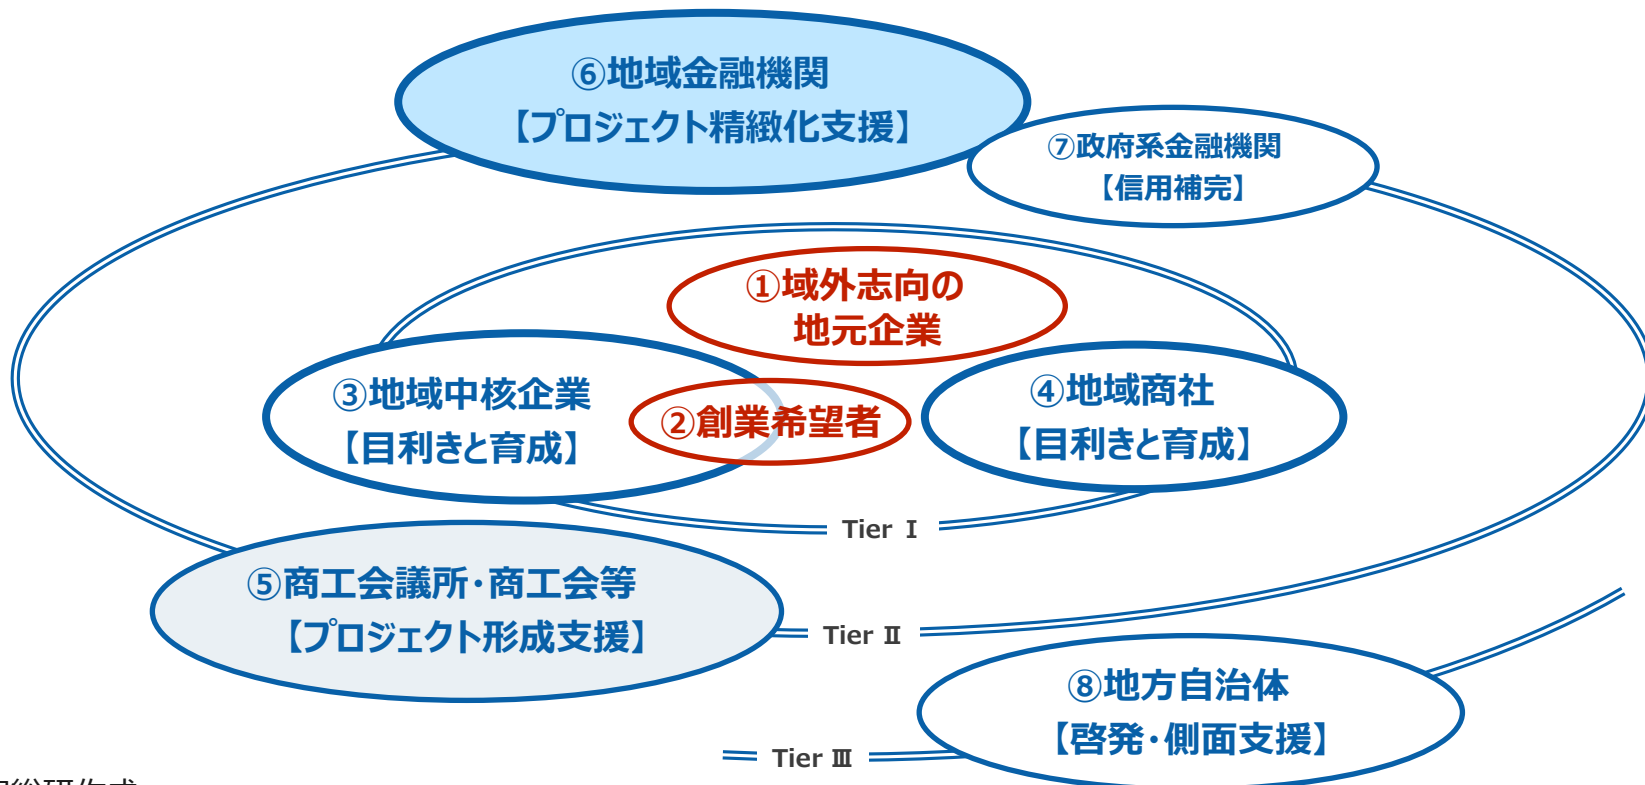 ⑥地域金融機関
【プロジェクト精緻化支援】
⑦政府系金融機関
【信用補完】
①域外志向の
地元企業
③地域中核企業
【目利きと育成】
②創業希望者
④地域商社
【目利きと育成】
Tier Ⅰ
⑤商工会議所・商工会等
【プロジェクト形成支援】
Tier Ⅱ
⑧地方自治体
【啓発・側面支援】
Tier Ⅲ
総研作成